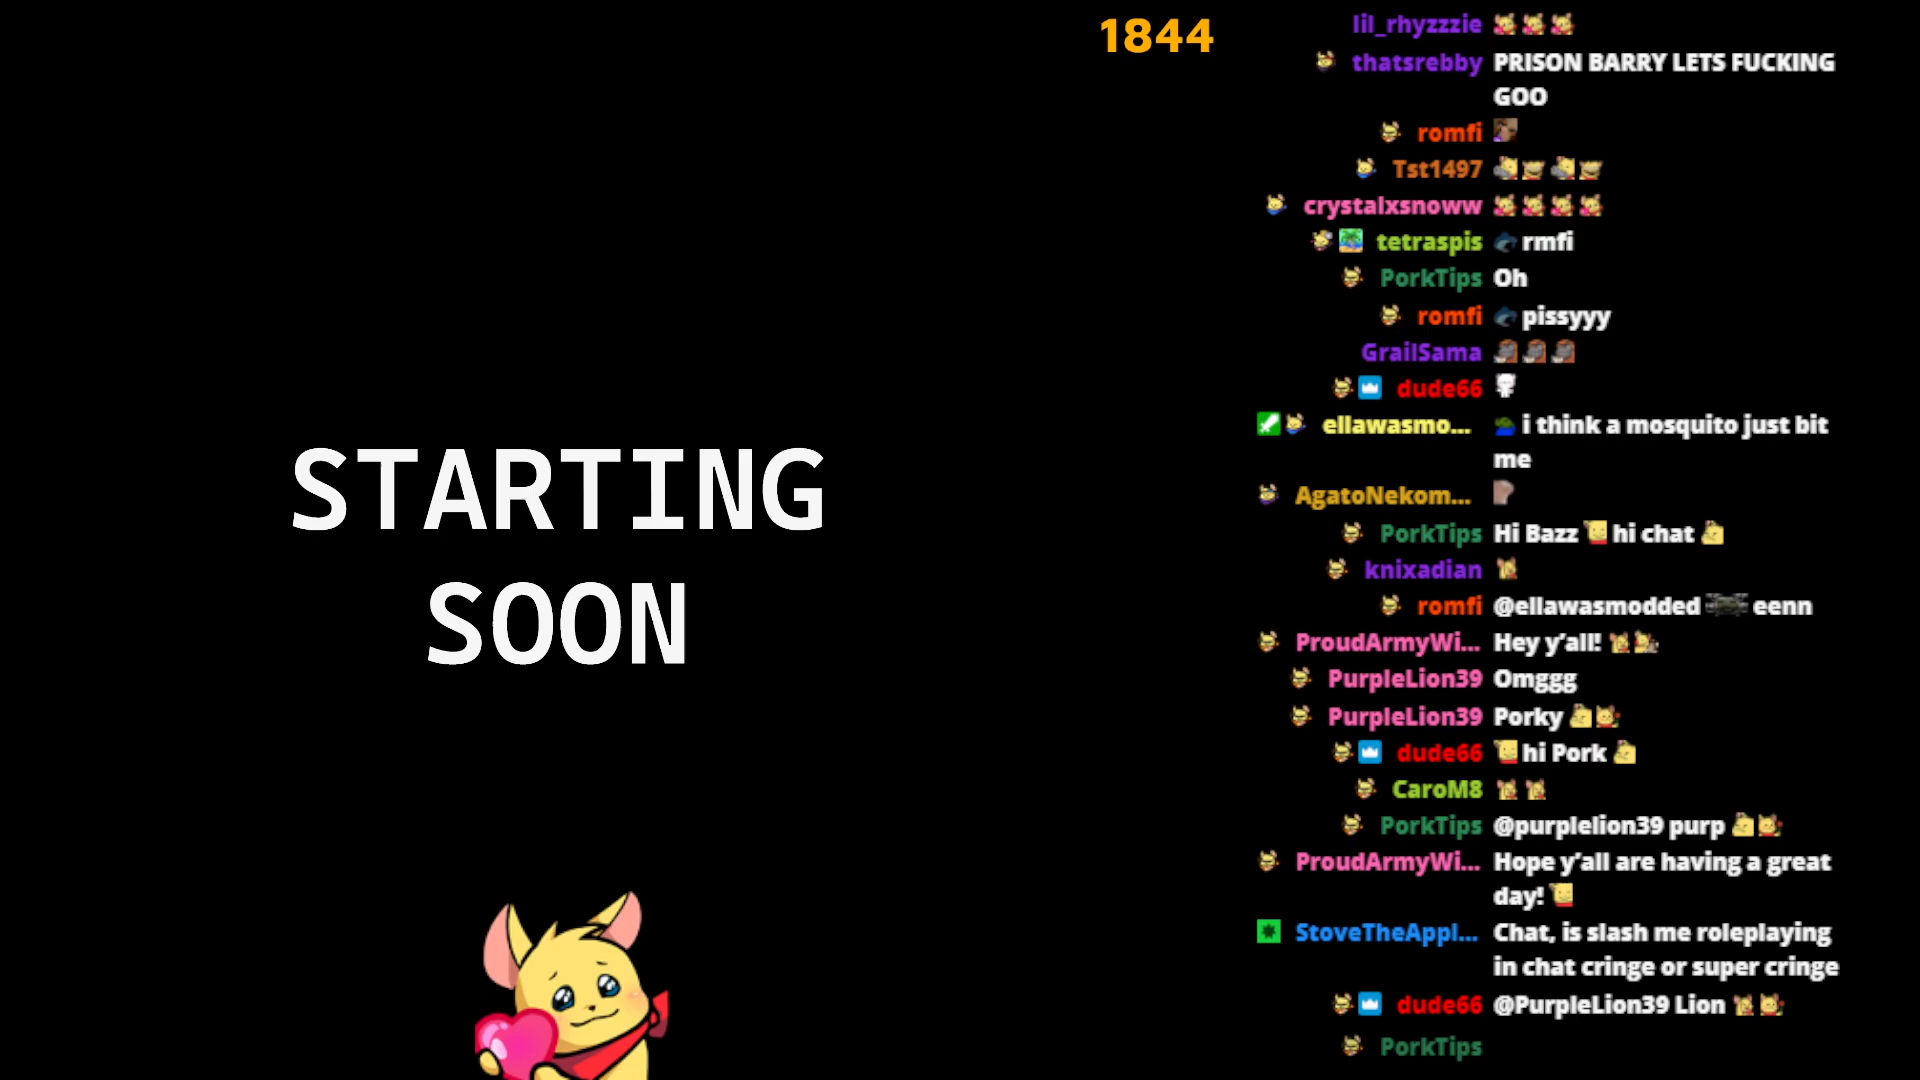 1844
STARTING
SOON
lil_rhyzzzie
thatsrebby PRISON BARRY LETS FUCKING
GOO
romfi
Tst1497
crystalxsnoww
tetraspis rmfi
PorkTips Oh
romfi pissyyy
GrailSama
dude66
ellawasmo... i think a mosquito just bit
me
AgatoNekom...
PorkTips Hi Bazz hi chat
knixadian
romfi @ellawasmodded eenn
ProudArmyWi... Hey y’all!
PurpleLion39 Omggg
PurpleLion39 Porky
dude66 hi Pork
CaroM8
PorkTips @purplelion39 purp
ProudArmyWi... Hope y’all are having a great
day!
StoveTheAppl... Chat, is slash me roleplaying
in chat cringe or super cringe
dude66 @PurpleLion39 Lion
PorkTips